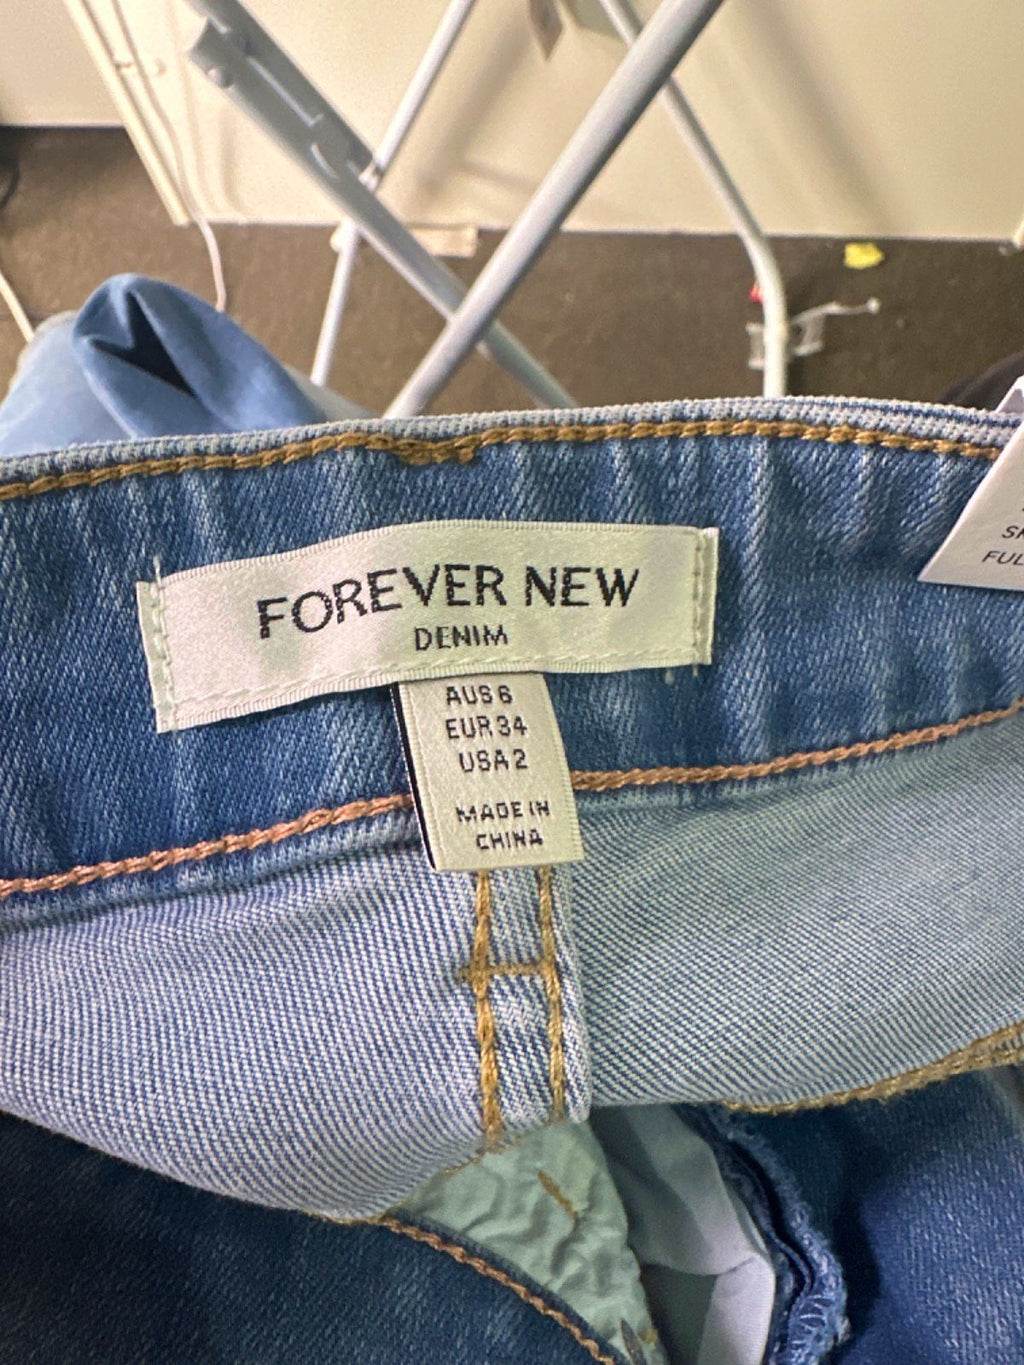 FOREVER NEW
DENIM
AUS 6
EUR 34
USA 2
MADE IN
CHINA